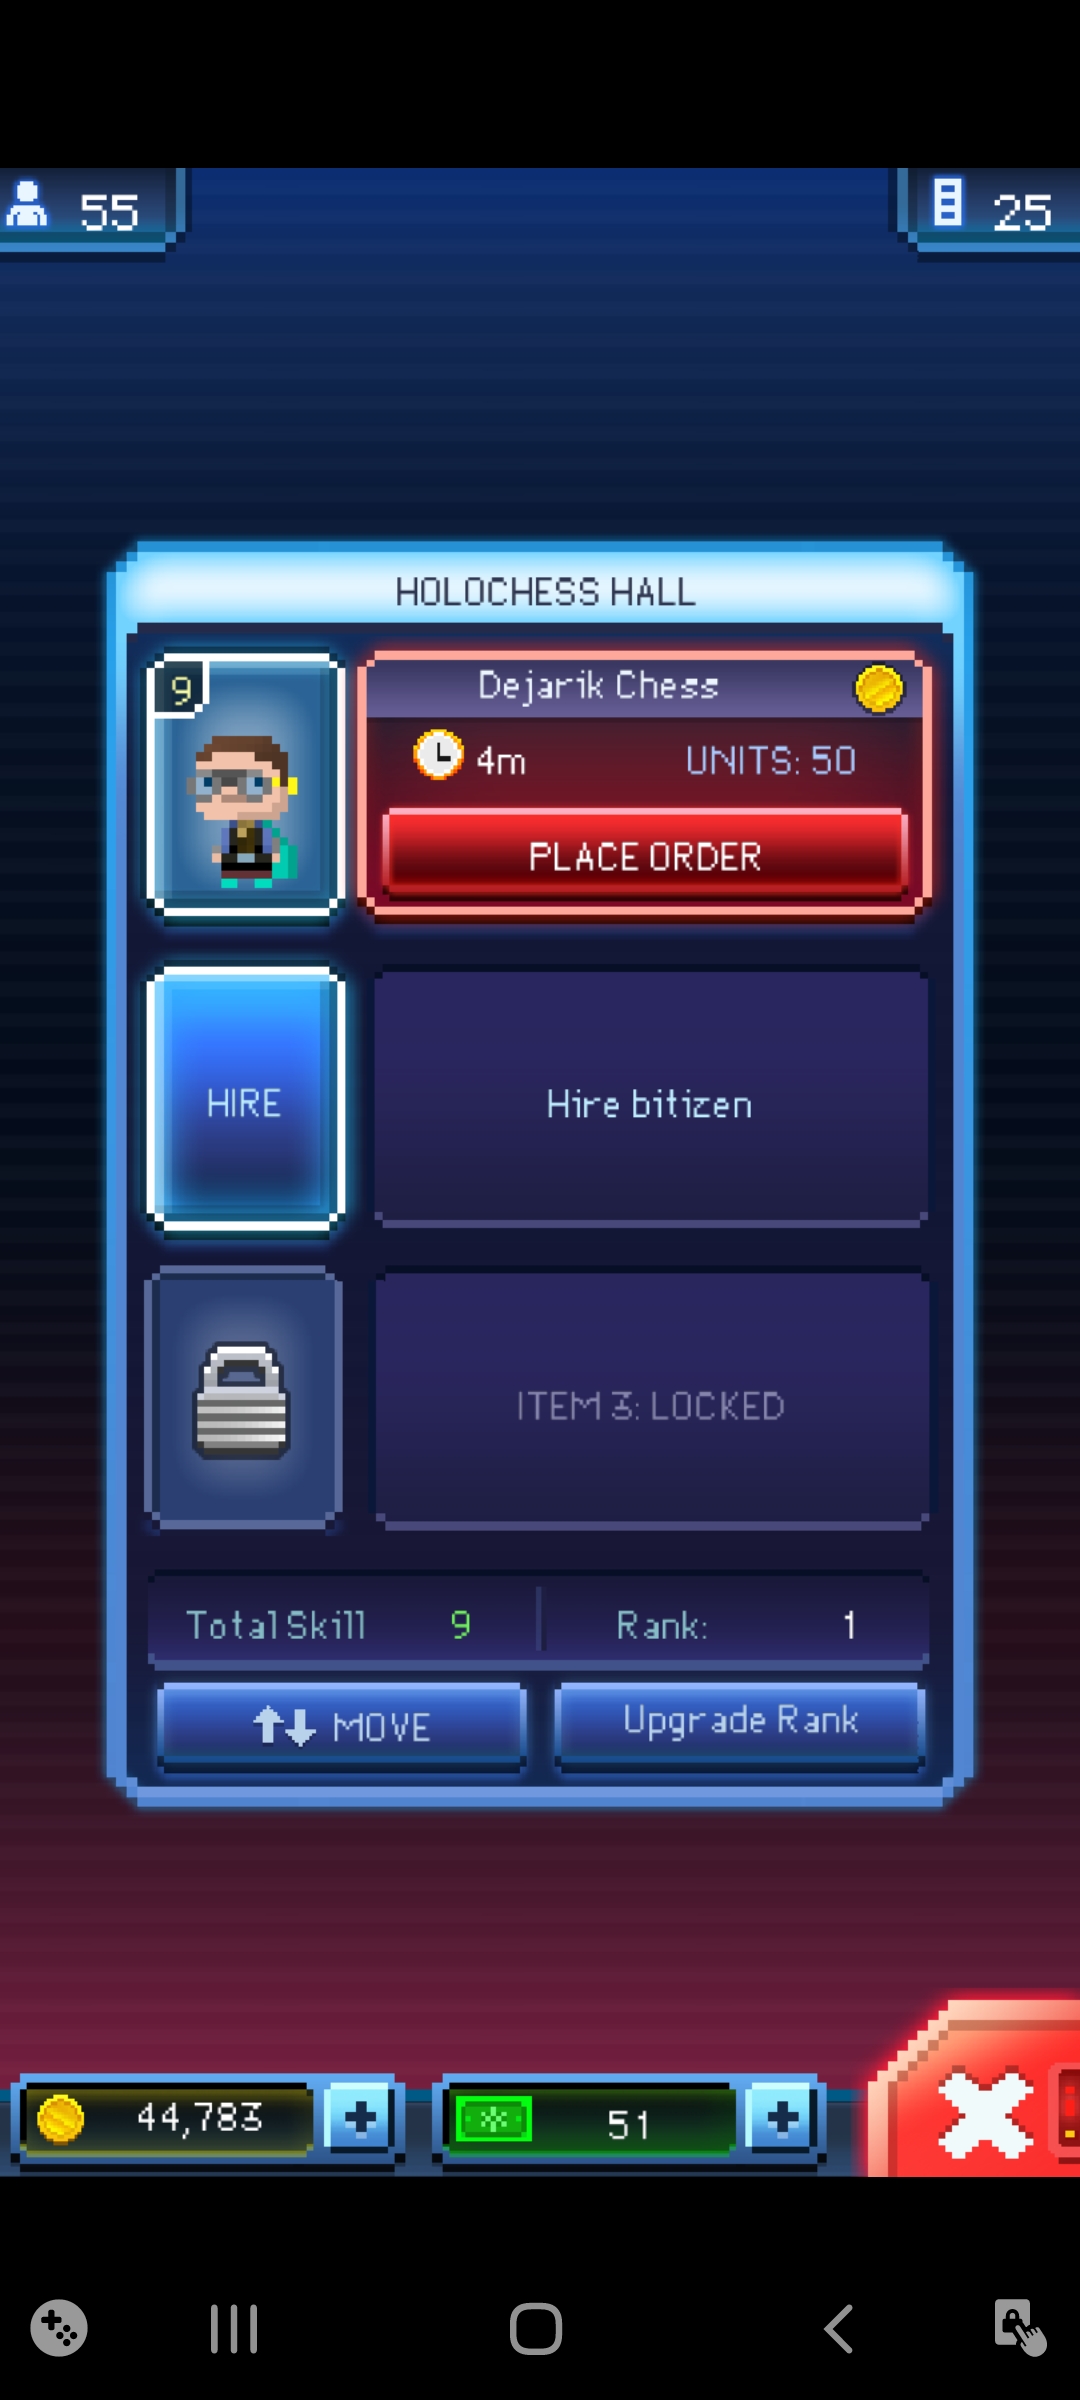 55
25
HOLOCHESS HALL
9
Dejarik Chess
4m
UNITS: 50
PLACE ORDER
HIRE
Hire bitizen
ITEM 3: LOCKED
Total Skill 9
Rank: 1
MOVE
Upgrade Rank
44,783
51